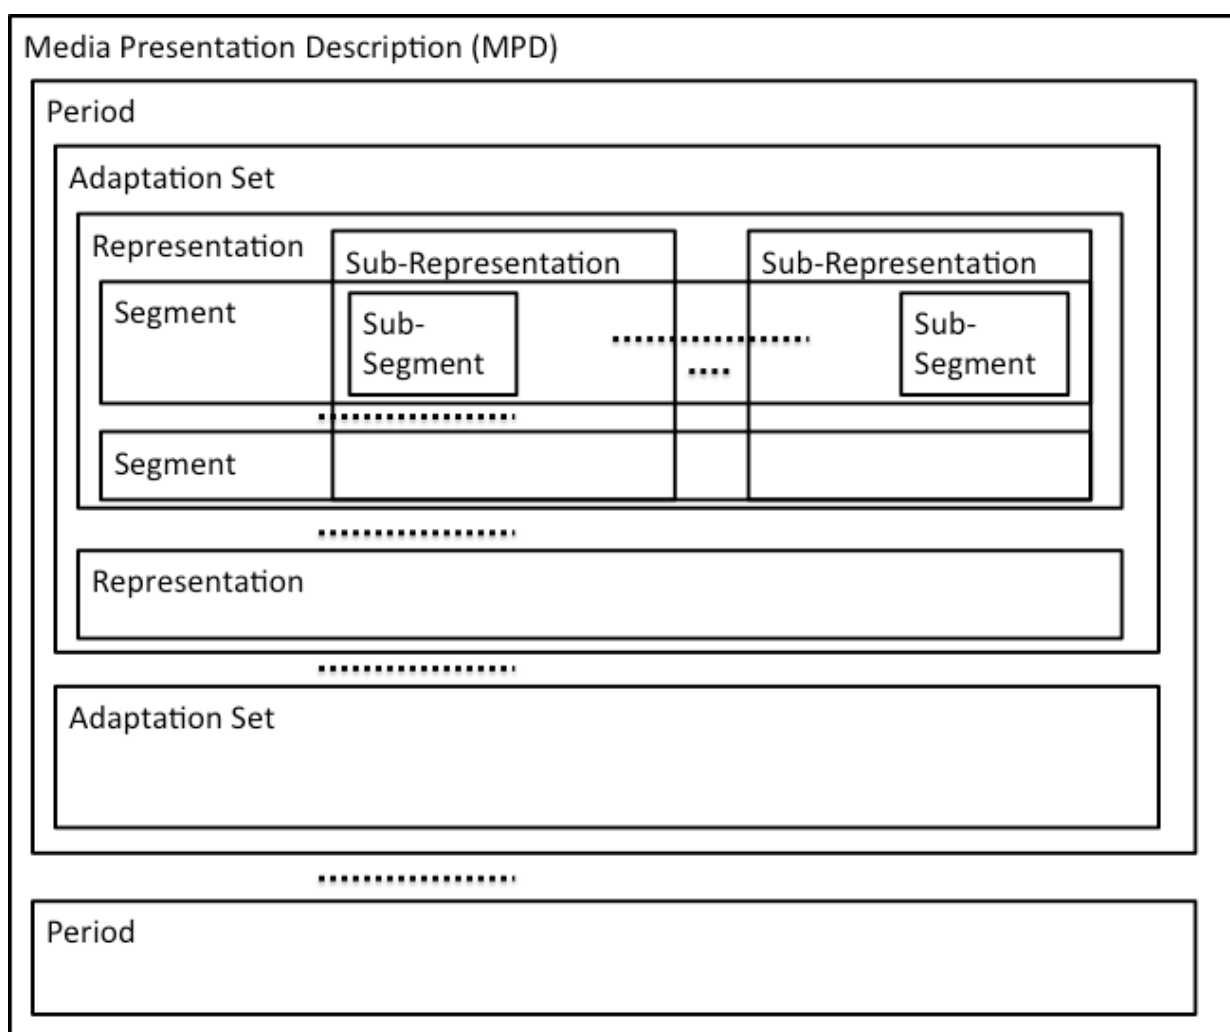 Media Presentation Description (MPD)
Period
Adaptation Set
Representation
Sub-Representation
Sub-Representation
Segment
Sub-
Segment
Sub-
Segment
Segment
Representation
Adaptation Set
Period